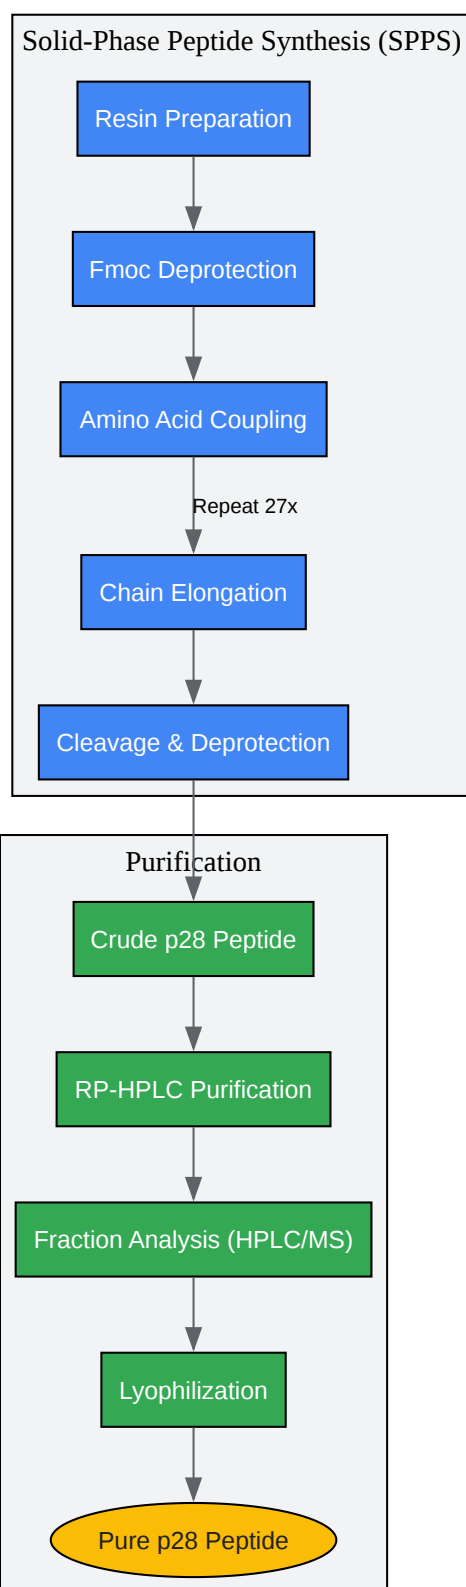 Solid-Phase Peptide Synthesis (SPPS)
Resin Preparation
Fmoc Deprotection
Amino Acid Coupling
Repeat 27x
Chain Elongation
Cleavage & Deprotection
Purification
Crude p28 Peptide
RP-HPLC Purification
Fraction Analysis (HPLC/MS)
Lyophilization
Pure p28 Peptide